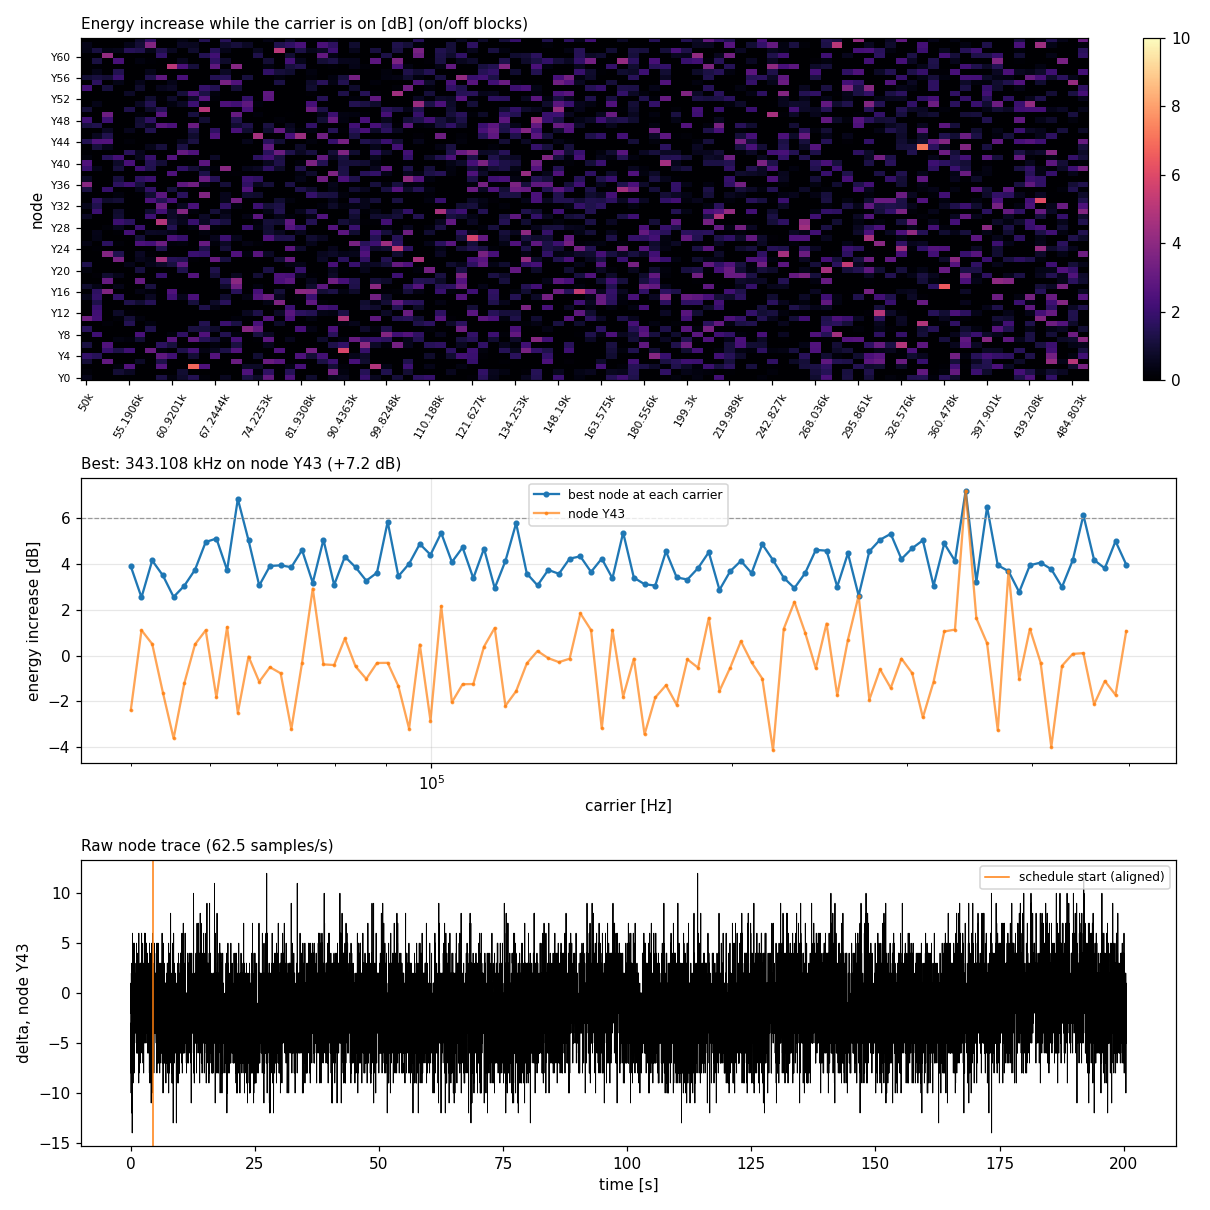 Energy increase while the carrier is on [dB] (on/off blocks)
node
Y60
Y56
Y52
Y48
Y44
Y40
Y36
Y32
Y28
Y24
Y20
Y16
Y12
Y8
Y4
Y0
50k
55.1906k
60.9201k
67.2444k
74.2253k
81.9308k
90.4363k
99.8248k
110.188k
121.627k
134.253k
148.19k
163.575k
180.556k
199.3k
219.989k
242.827k
268.036k
295.861k
326.576k
360.478k
397.901k
439.208k
484.803k
10
8
6
4
2
0
Best: 343.108 kHz on node Y43 (+7.2 dB)
best node at each carrier
node Y43
energy increase [dB]
6
4
2
0
−2
−4
10⁵
carrier [Hz]
Raw node trace (62.5 samples/s)
schedule start (aligned)
delta, node Y43
10
5
0
−5
−10
−15
0
25
50
75
100
125
150
175
200
time [s]